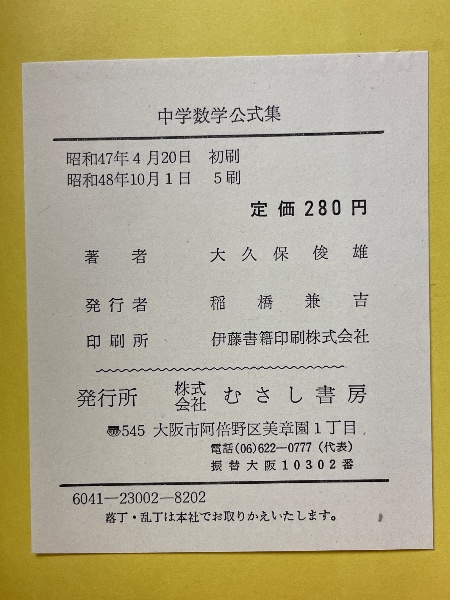 中学数学公式集
昭和47年4月20日 初刷
昭和48年10月1日 5刷
定価280円
著者 大久保俊雄
発行者 稲橋兼吉
印刷所 伊藤書籍印刷株式会社
発行所 株式会社 むさし書房
〠545 大阪市阿倍野区美章園1丁目
電話(06)622—0777(代表)
振替大阪10302番
6041—23002—8202
落丁・乱丁は本社でお取りかえいたします。